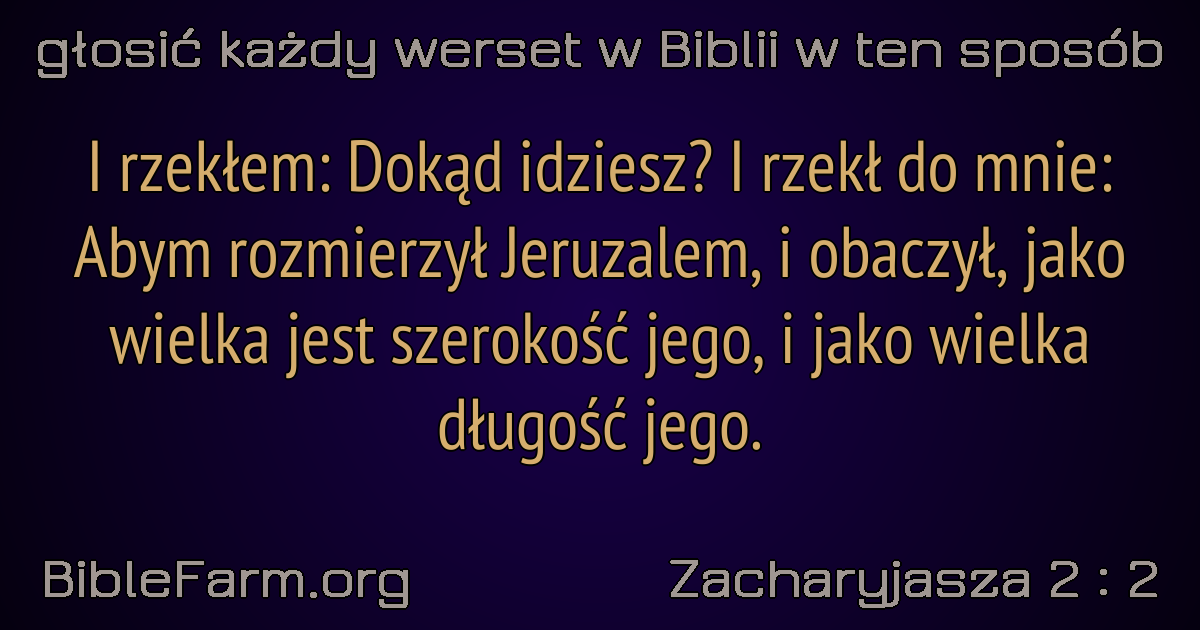 głosić każdy werset w Biblii w ten sposób
I rzekłem: Dokąd idziesz? I rzekł do mnie:
Abym rozmierzył Jeruzalem, i obaczył, jako
wielka jest szerokość jego, i jako wielka
długość jego.
BibleFarm.org
Zacharyjasza 2 : 2